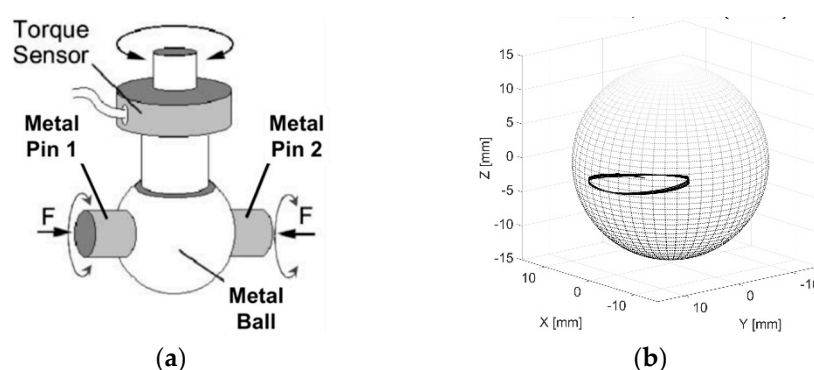 Torque
Sensor
Metal
Pin 1
Metal
Pin 2
F
F
Metal
Ball
(a)
15
10
5
0
-5
-10
-15
Z [mm]
10
0
-10
X [mm]
10
0
-10
Y [mm]
(b)